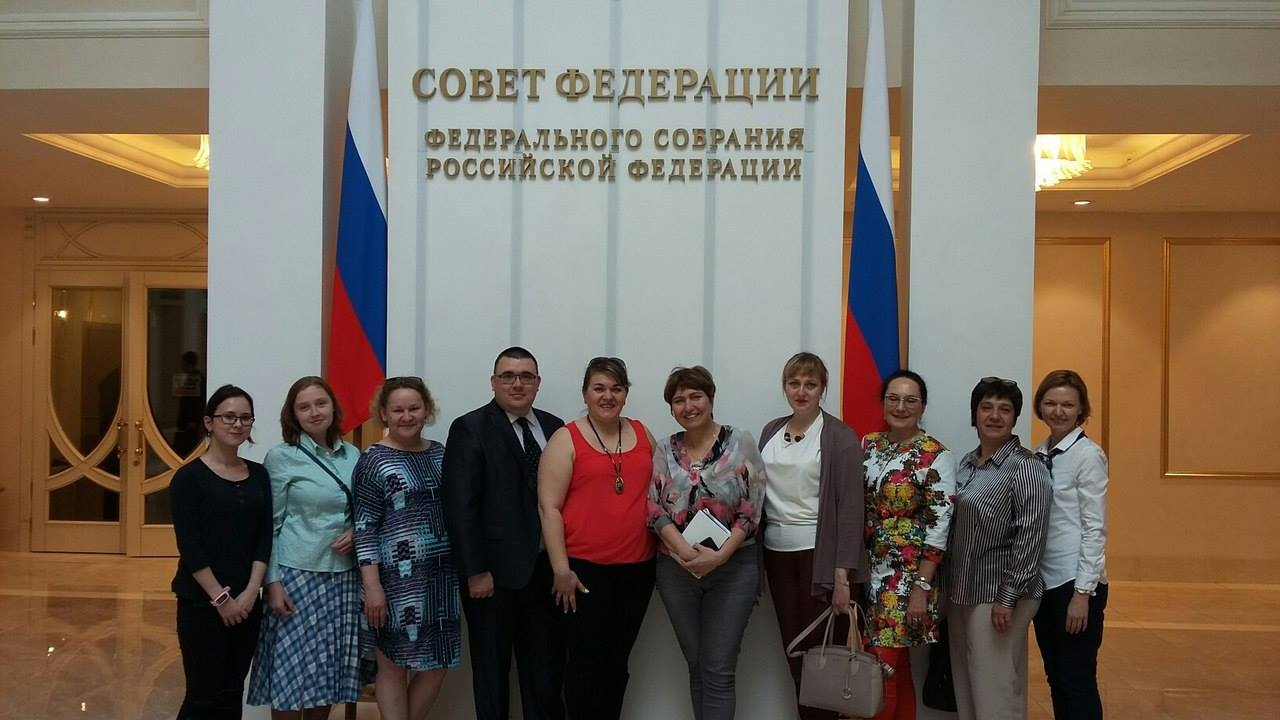 СОВЕТ ФЕДЕРАЦИИ
ФЕДЕРАЛЬНОГО СОБРАНИЯ
РОССИЙСКОЙ ФЕДЕРАЦИИ